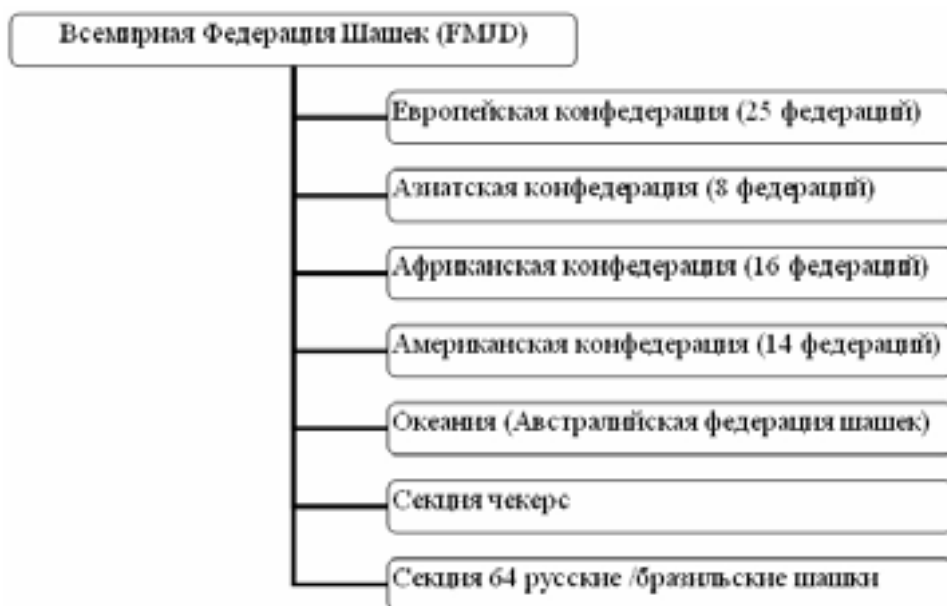 Всемирная Федерация Шашек (FMJD)
Европейская конфедерация (25 федераций)
Азиатская конфедерация (8 федераций)
Африканская конфедерация (16 федераций)
Американская конфедерация (14 федераций)
Океания (Австралийская федерация шашек)
Секция чекерс
Секция 64 русские /бразильские шашки